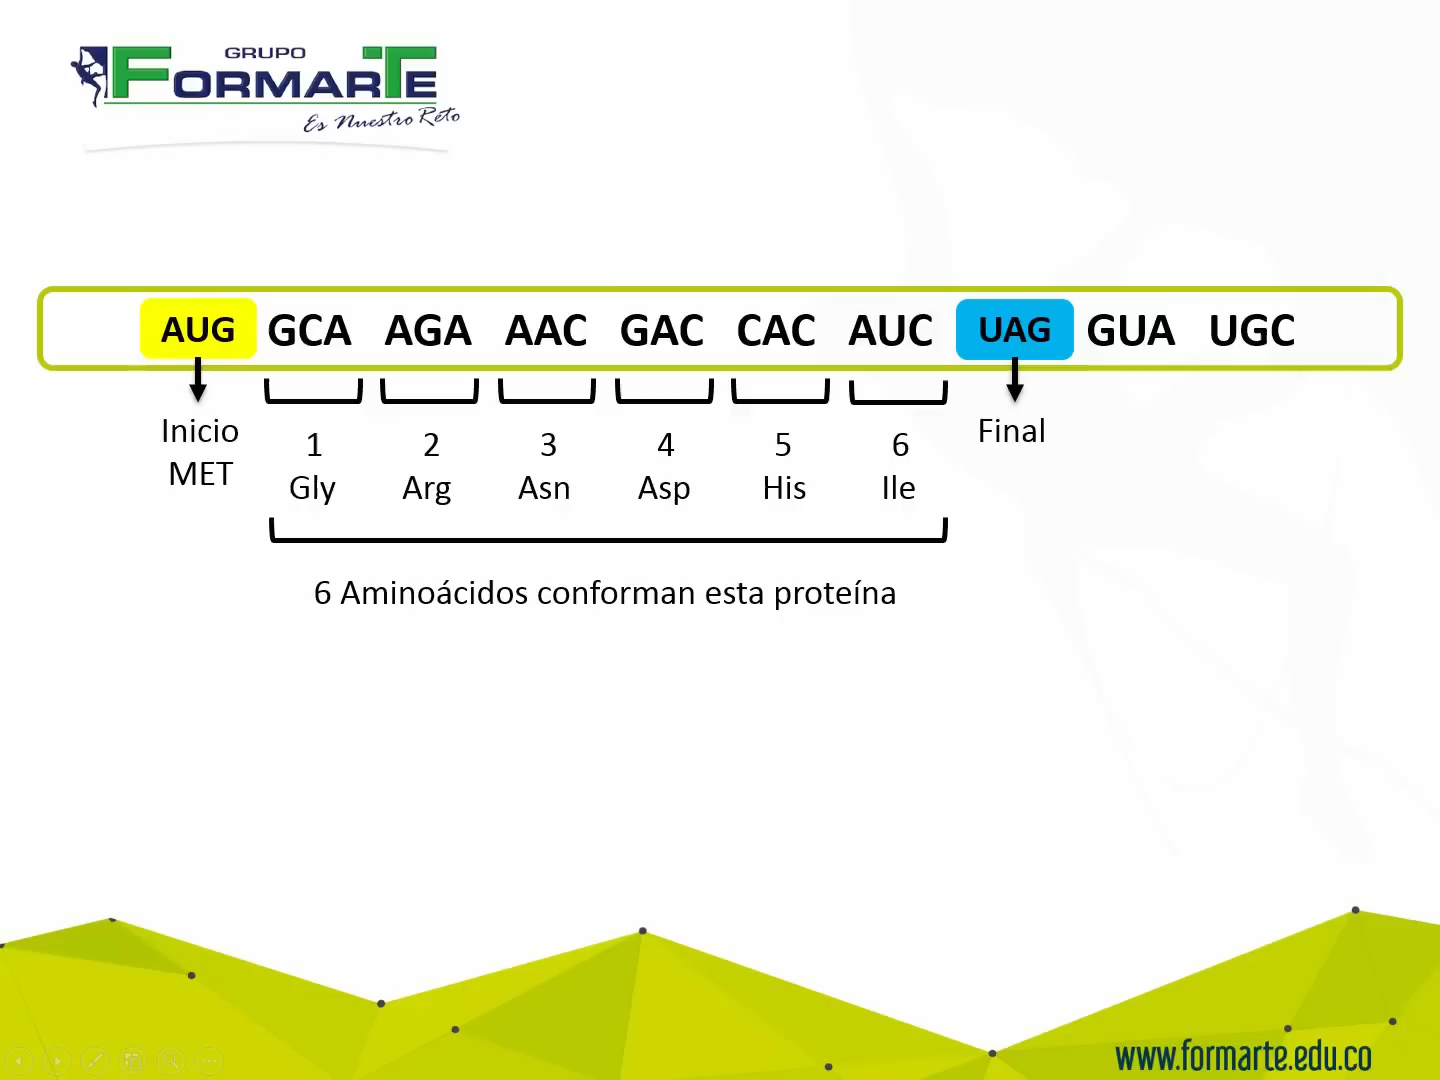 GRUPO
FORMARTE
Es Nuestro Reto
AUG GCA AGA AAC GAC CAC AUC UAG GUA UGC
Inicio
MET
1 2 3 4 5 6
Gly Arg Asn Asp His Ile
Final
6 Aminoácidos conforman esta proteína
www.formarte.edu.co